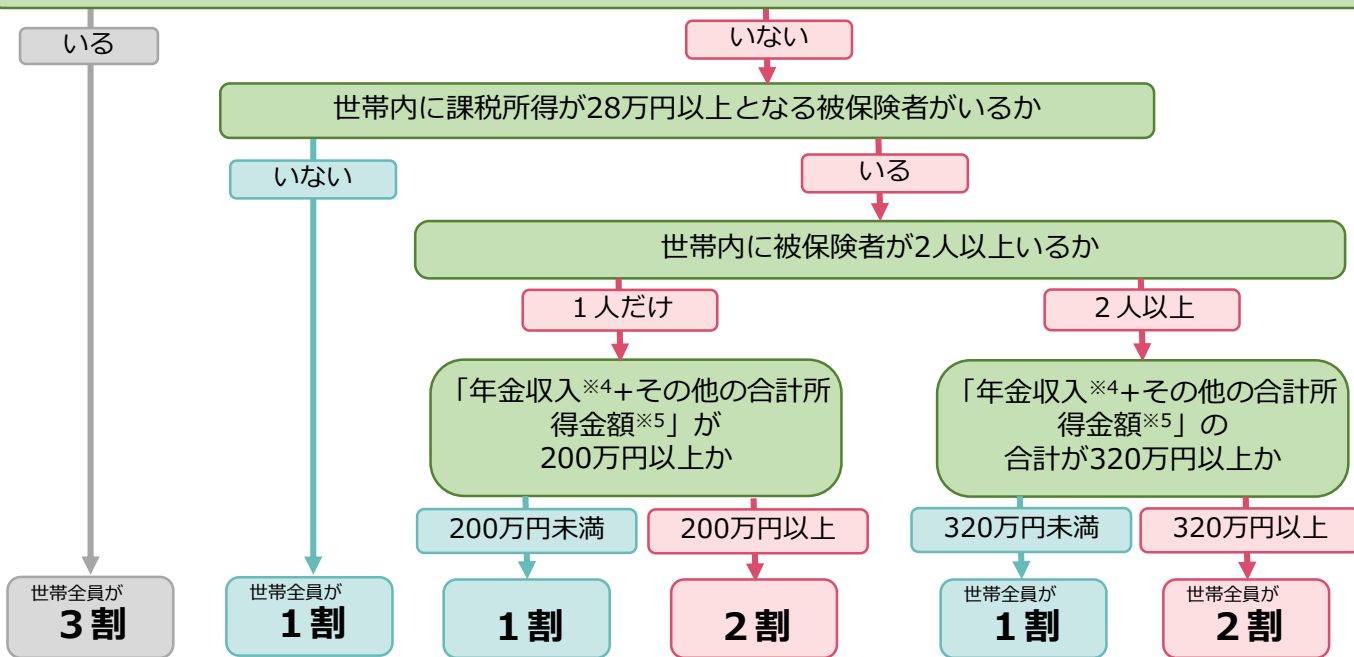 いる
いない
世帯内に課税所得が28万円以上となる被保険者がいるか
いない
いる
世帯内に被保険者が2人以上いるか
１人だけ
２人以上
「年金収入※4+その他の合計所
得金額※5」が
200万円以上か
「年金収入※4+その他の合計所
得金額※5」の
合計が320万円以上か
200万円未満
200万円以上
320万円未満
320万円以上
世帯全員が
３割
世帯全員が
１割
１割
２割
世帯全員が
１割
世帯全員が
２割